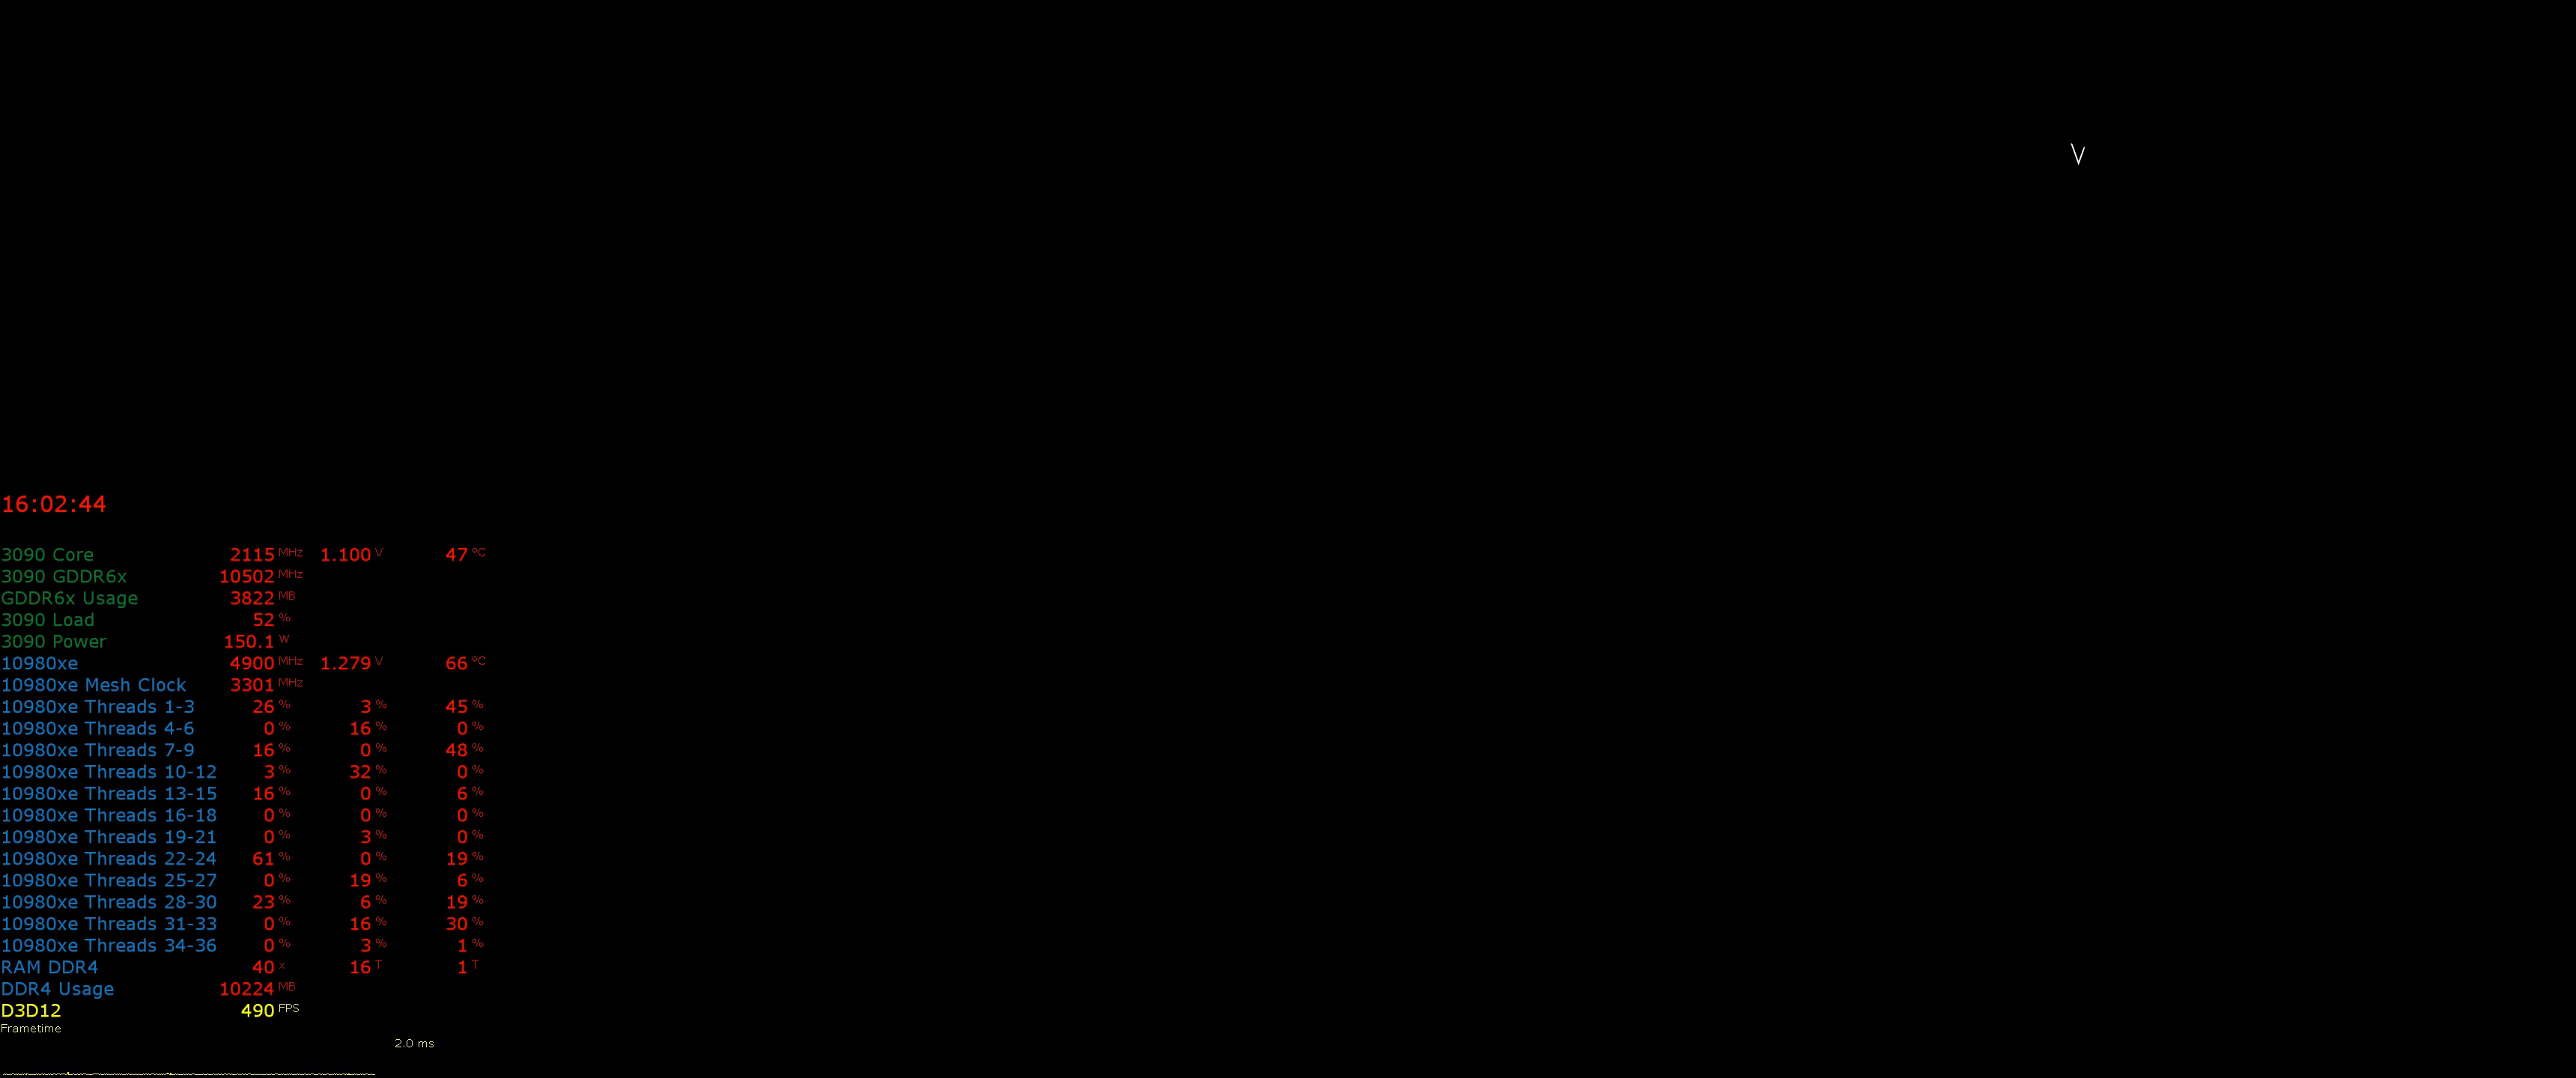 V
16:02:44
3090 Core 2115 MHz 1.100 V 47 °C
3090 GDDR6x 10502 MHz
GDDR6x Usage 3822 MB
3090 Load 52 %
3090 Power 150.1 W
10980xe 4900 MHz 1.279 V 66 °C
10980xe Mesh Clock 3301 MHz
10980xe Threads 1-3 26 % 3 % 45 %
10980xe Threads 4-6 0 % 16 % 0 %
10980xe Threads 7-9 16 % 0 % 48 %
10980xe Threads 10-12 3 % 32 % 0 %
10980xe Threads 13-15 16 % 0 % 6 %
10980xe Threads 16-18 0 % 0 % 0 %
10980xe Threads 19-21 0 % 3 % 0 %
10980xe Threads 22-24 61 % 0 % 19 %
10980xe Threads 25-27 0 % 19 % 6 %
10980xe Threads 28-30 23 % 6 % 19 %
10980xe Threads 31-33 0 % 16 % 30 %
10980xe Threads 34-36 0 % 3 % 1 %
RAM DDR4 40 x 16 T 1 T
DDR4 Usage 10224 MB
D3D12 490 FPS
Frametime
2.0 ms